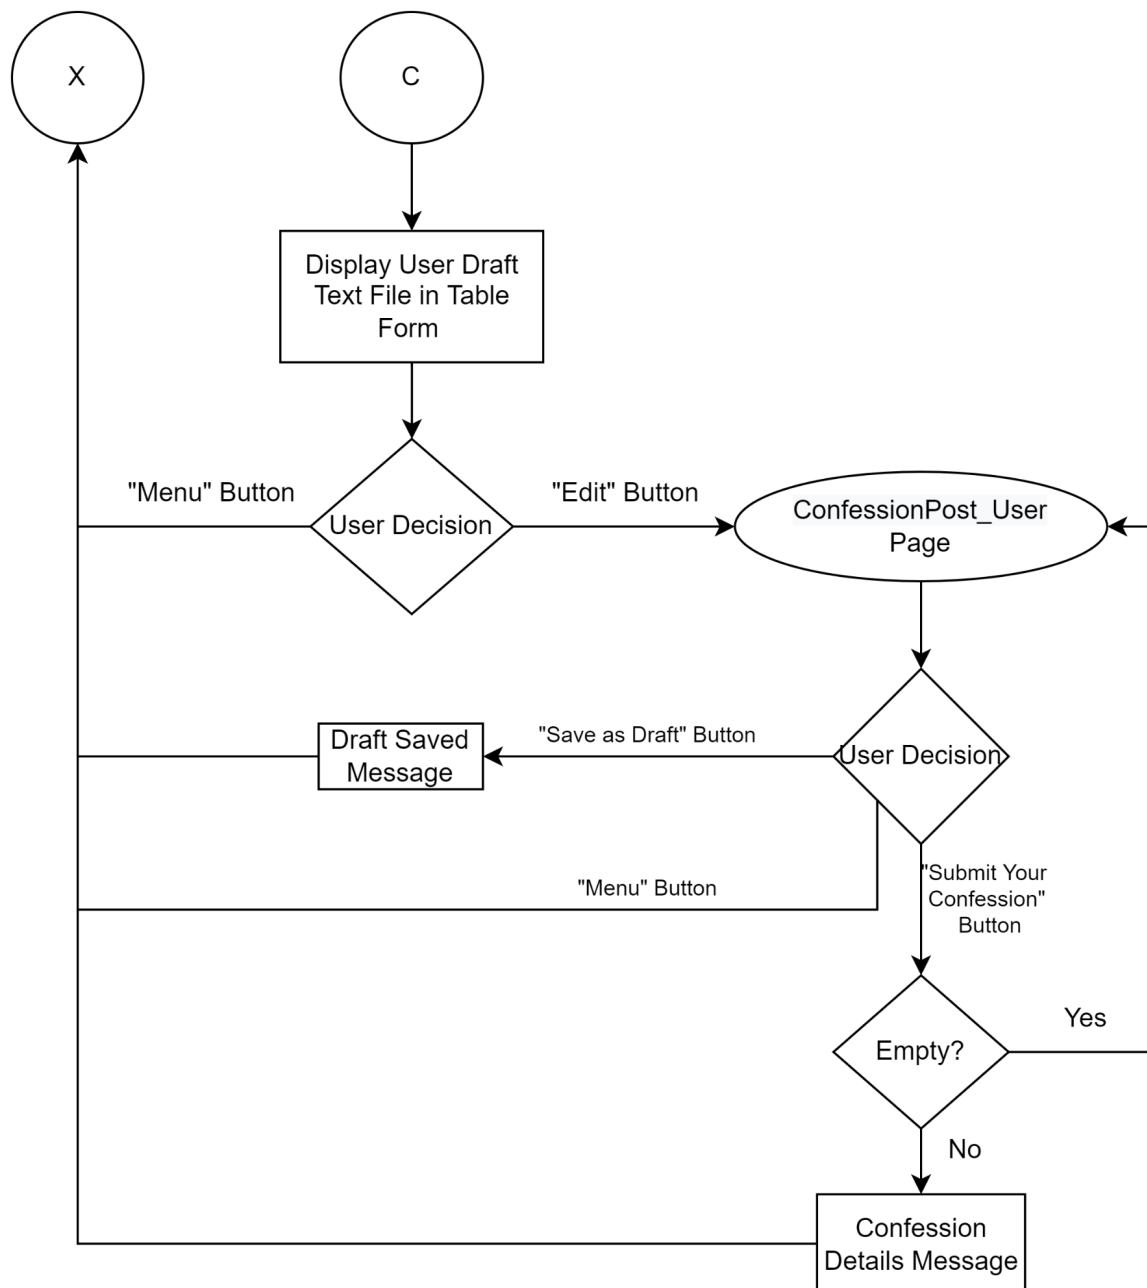 X
C
Display User Draft
Text File in Table
Form
"Menu" Button
User Decision
"Edit" Button
ConfessionPost_User
Page
Draft Saved
Message
"Save as Draft" Button
User Decision
"Menu" Button
"Submit Your
Confession"
Button
Empty?
Yes
No
Confession
Details Message